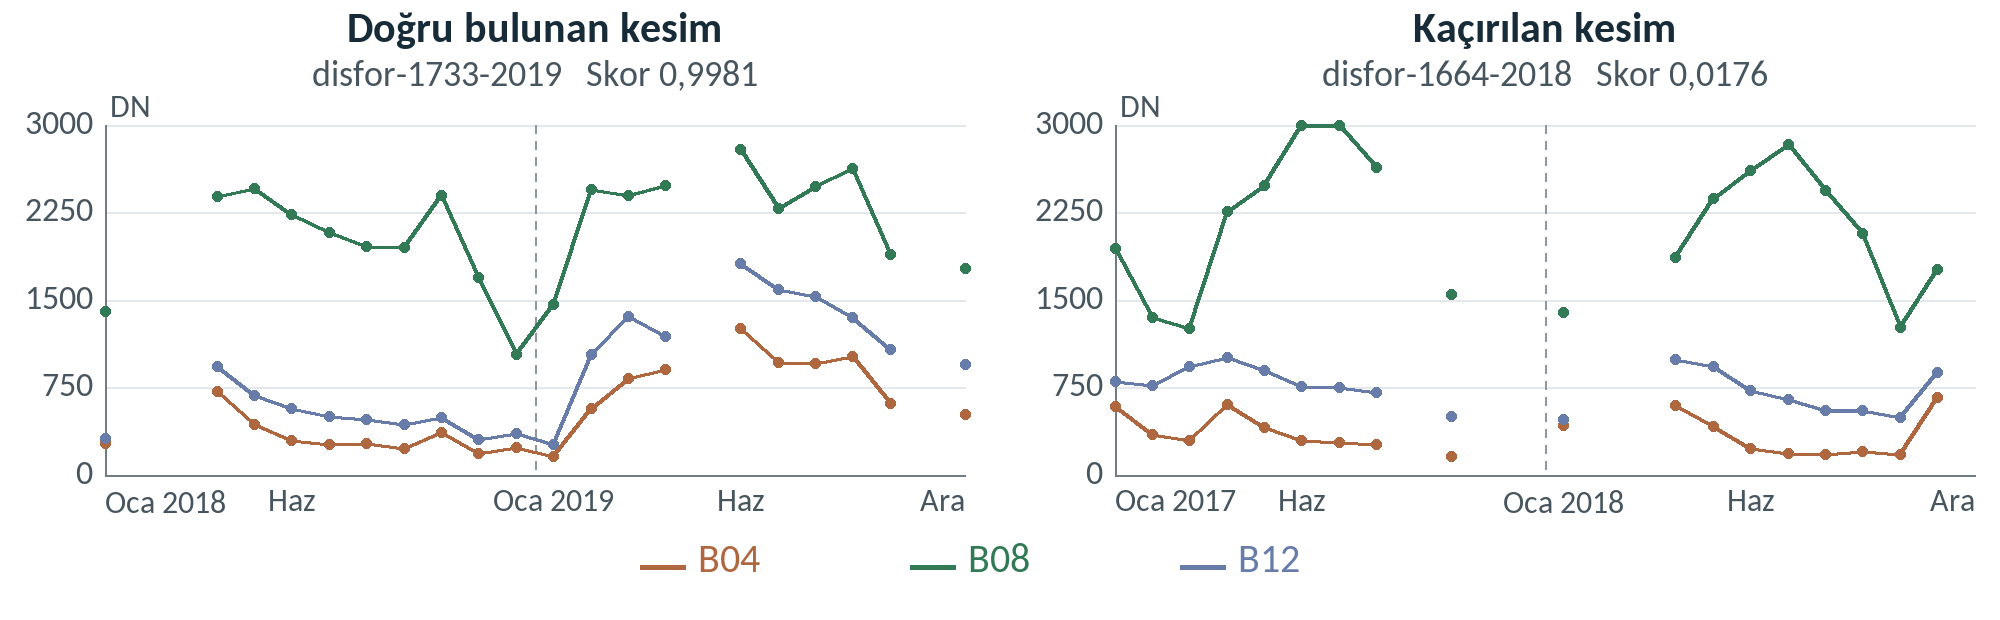 Doğru bulunan kesim
disfor-1733-2019 Skor 0,9981
DN
3000
2250
1500
750
0
Oca 2018 Haz Oca 2019 Haz Ara
Kaçırılan kesim
disfor-1664-2018 Skor 0,0176
DN
3000
2250
1500
750
0
Oca 2017 Haz Oca 2018 Haz Ara
B04 B08 B12